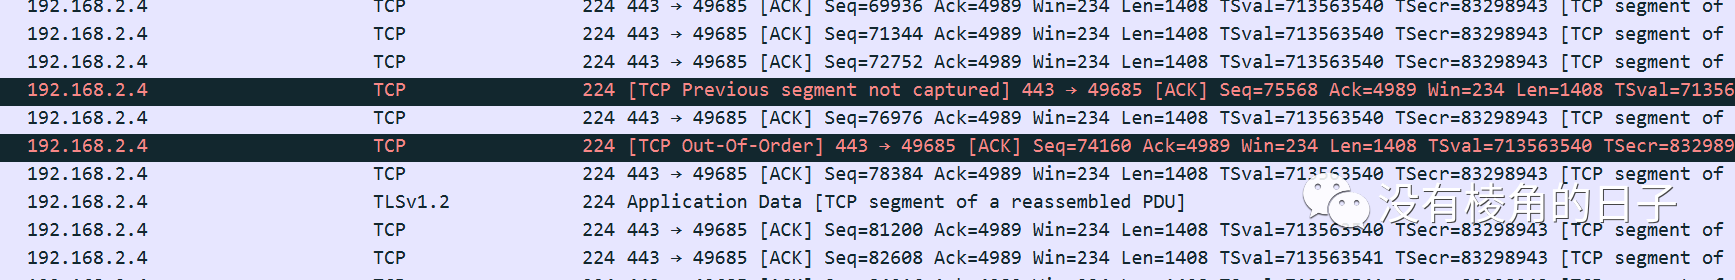 192.168.2.4 TCP 224 443 → 49685 [ACK] Seq=69936 Ack=4989 Win=234 Len=1408 TSval=713563540 TSecr=83298943 [TCP segment of
192.168.2.4 TCP 224 443 → 49685 [ACK] Seq=71344 Ack=4989 Win=234 Len=1408 TSval=713563540 TSecr=83298943 [TCP segment of
192.168.2.4 TCP 224 443 → 49685 [ACK] Seq=72752 Ack=4989 Win=234 Len=1408 TSval=713563540 TSecr=83298943 [TCP segment of
192.168.2.4 TCP 224 [TCP Previous segment not captured] 443 → 49685 [ACK] Seq=75568 Ack=4989 Win=234 Len=1408 TSval=71356
192.168.2.4 TCP 224 443 → 49685 [ACK] Seq=76976 Ack=4989 Win=234 Len=1408 TSval=713563540 TSecr=83298943 [TCP segment of
192.168.2.4 TCP 224 [TCP Out-Of-Order] 443 → 49685 [ACK] Seq=74160 Ack=4989 Win=234 Len=1408 TSval=713563540 TSecr=832989
192.168.2.4 TCP 224 443 → 49685 [ACK] Seq=78384 Ack=4989 Win=234 Len=1408 TSval=713563540 TSecr=83298943 [TCP segment of
192.168.2.4 TLSv1.2 224 Application Data [TCP segment of a reassembled PDU]
没有棱角的日子
192.168.2.4 TCP 224 443 → 49685 [ACK] Seq=81200 Ack=4989 Win=234 Len=1408 TSval=713563540 TSecr=83298943 [TCP segment of
192.168.2.4 TCP 224 443 → 49685 [ACK] Seq=82608 Ack=4989 Win=234 Len=1408 TSval=713563541 TSecr=83298943 [TCP segment of